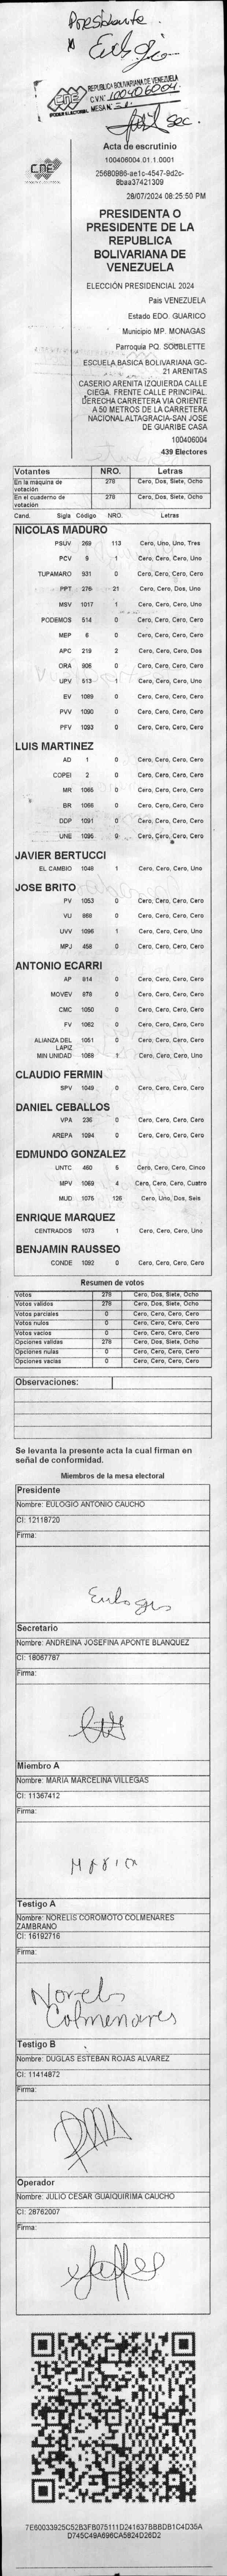 Presidente
Eulogio
REPUBLICA BOLIVARIANA DE VENEZUELA
CNE
C.V.N° 100406004
PODER ELECTORAL MESA N° 01
sec.
Acta de escrutinio
100406004.01.1.0001
CNE
25680986-ae1c-4547-9d2c-
8baa37421309
28/07/2024 08:25:50 PM
PRESIDENTA O
PRESIDENTE DE LA
REPUBLICA
BOLIVARIANA DE
VENEZUELA
ELECCIÓN PRESIDENCIAL 2024
Pais VENEZUELA
Estado EDO. GUARICO
Municipio MP. MONAGAS
Parroquia PQ. SOUBLETTE
ESCUELA BASICA BOLIVARIANA GC-
21 ARENITAS
CASERIO ARENITA IZQUIERDA CALLE
CIEGA. FRENTE CALLE PRINCIPAL.
DERECHA CARRETERA VIA ORIENTE
A 50 METROS DE LA CARRETERA
NACIONAL ALTAGRACIA-SAN JOSE
DE GUARIBE CASA
100406004
439 Electores
Votantes NRO. Letras
En la máquina de votación 278 Cero, Dos, Siete, Ocho
En el cuaderno de votación 278 Cero, Dos, Siete, Ocho
Cand. Sigla Código NRO. Letras
NICOLAS MADURO
PSUV 269 113 Cero, Uno, Uno, Tres
PCV 9 1 Cero, Cero, Cero, Uno
TUPAMARO 931 0 Cero, Cero, Cero, Cero
PPT 276 21 Cero, Cero, Dos, Uno
MSV 1017 1 Cero, Cero, Cero, Uno
PODEMOS 514 0 Cero, Cero, Cero, Cero
MEP 6 0 Cero, Cero, Cero, Cero
APC 219 2 Cero, Cero, Cero, Dos
ORA 906 0 Cero, Cero, Cero, Cero
UPV 513 1 Cero, Cero, Cero, Uno
EV 1089 0 Cero, Cero, Cero, Cero
PVV 1090 0 Cero, Cero, Cero, Cero
PFV 1093 0 Cero, Cero, Cero, Cero
LUIS MARTINEZ
AD 1 0 Cero, Cero, Cero, Cero
COPEI 2 0 Cero, Cero, Cero, Cero
MR 1065 0 Cero, Cero, Cero, Cero
BR 1066 0 Cero, Cero, Cero, Cero
DDP 1091 0 Cero, Cero, Cero, Cero
UNE 1095 0 Cero, Cero, Cero, Cero
JAVIER BERTUCCI
EL CAMBIO 1048 1 Cero, Cero, Cero, Uno
JOSE BRITO
PV 1053 0 Cero, Cero, Cero, Cero
VU 868 0 Cero, Cero, Cero, Cero
UVV 1096 1 Cero, Cero, Cero, Uno
MPJ 458 0 Cero, Cero, Cero, Cero
ANTONIO ECARRI
AP 814 0 Cero, Cero, Cero, Cero
MOVEV 878 0 Cero, Cero, Cero, Cero
CMC 1050 0 Cero, Cero, Cero, Cero
FV 1062 0 Cero, Cero, Cero, Cero
ALIANZA DEL LAPIZ 1051 0 Cero, Cero, Cero, Cero
MIN UNIDAD 1068 1 Cero, Cero, Cero, Uno
CLAUDIO FERMIN
SPV 1049 0 Cero, Cero, Cero, Cero
DANIEL CEBALLOS
VPA 236 0 Cero, Cero, Cero, Cero
AREPA 1094 0 Cero, Cero, Cero, Cero
EDMUNDO GONZALEZ
UNTC 460 5 Cero, Cero, Cero, Cinco
MPV 1069 4 Cero, Cero, Cero, Cuatro
MUD 1075 126 Cero, Uno, Dos, Seis
ENRIQUE MARQUEZ
CENTRADOS 1073 1 Cero, Cero, Cero, Uno
BENJAMIN RAUSSEO
CONDE 1092 0 Cero, Cero, Cero, Cero
Resumen de votos
Votos 278 Cero, Dos, Siete, Ocho
Votos validos 278 Cero, Dos, Siete, Ocho
Votos parciales 0 Cero, Cero, Cero, Cero
Votos nulos 0 Cero, Cero, Cero, Cero
Votos vacios 0 Cero, Cero, Cero, Cero
Opciones validas 278 Cero, Dos, Siete, Ocho
Opciones nulas 0 Cero, Cero, Cero, Cero
Opciones vacias 0 Cero, Cero, Cero, Cero
Observaciones:
Se levanta la presente acta la cual firman en
señal de conformidad.
Miembros de la mesa electoral
Presidente
Nombre: EULOGIO ANTONIO CAUCHO
CI: 12118720
Firma:
Eulogio
Secretario
Nombre: ANDREINA JOSEFINA APONTE BLANQUEZ
CI: 18067787
Firma:
Miembro A
Nombre: MARIA MARCELINA VILLEGAS
CI: 11367412
Firma:
Maria
Testigo A
Nombre: NORELIS COROMOTO COLMENARES
ZAMBRANO
CI: 16192716
Firma:
Norelis
Colmenares
Testigo B
Nombre: DUGLAS ESTEBAN ROJAS ALVAREZ
CI: 11414872
Firma:
Operador
Nombre: JULIO CESAR GUAIQUIRIMA CAUCHO
CI: 28762007
Firma:
7E60033925C52B3FB075111D241637BBBDB1C4D35A
D745C49A696CA5824D26D2